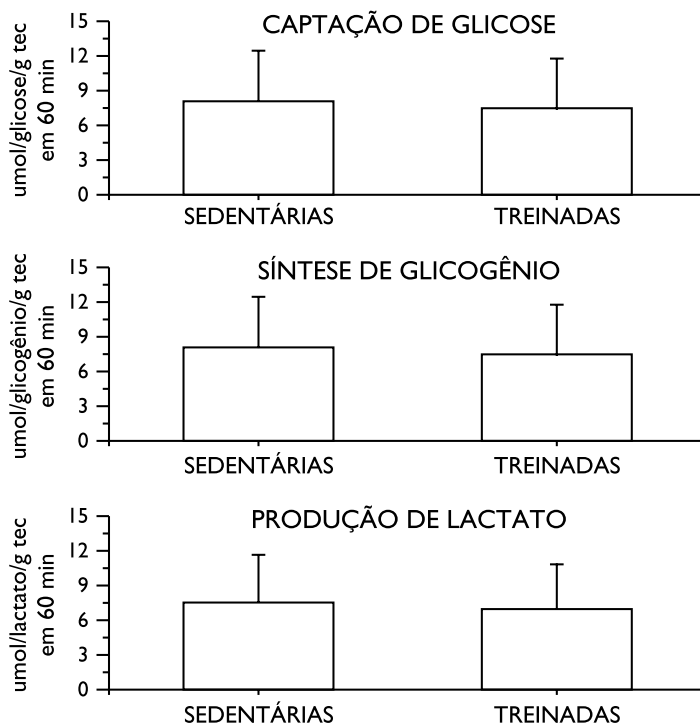 CAPTAÇÃO DE GLICOSE
umol/glicose/g tec
em 60 min
15
12
9
6
3
0
SEDENTÁRIAS
TREINADAS
SÍNTESE DE GLICOGÊNIO
umol/glicogênio/g tec
em 60 min
15
12
9
6
3
0
SEDENTÁRIAS
TREINADAS
PRODUÇÃO DE LACTATO
umol/lactato/g tec
em 60 min
15
12
9
6
3
0
SEDENTÁRIAS
TREINADAS